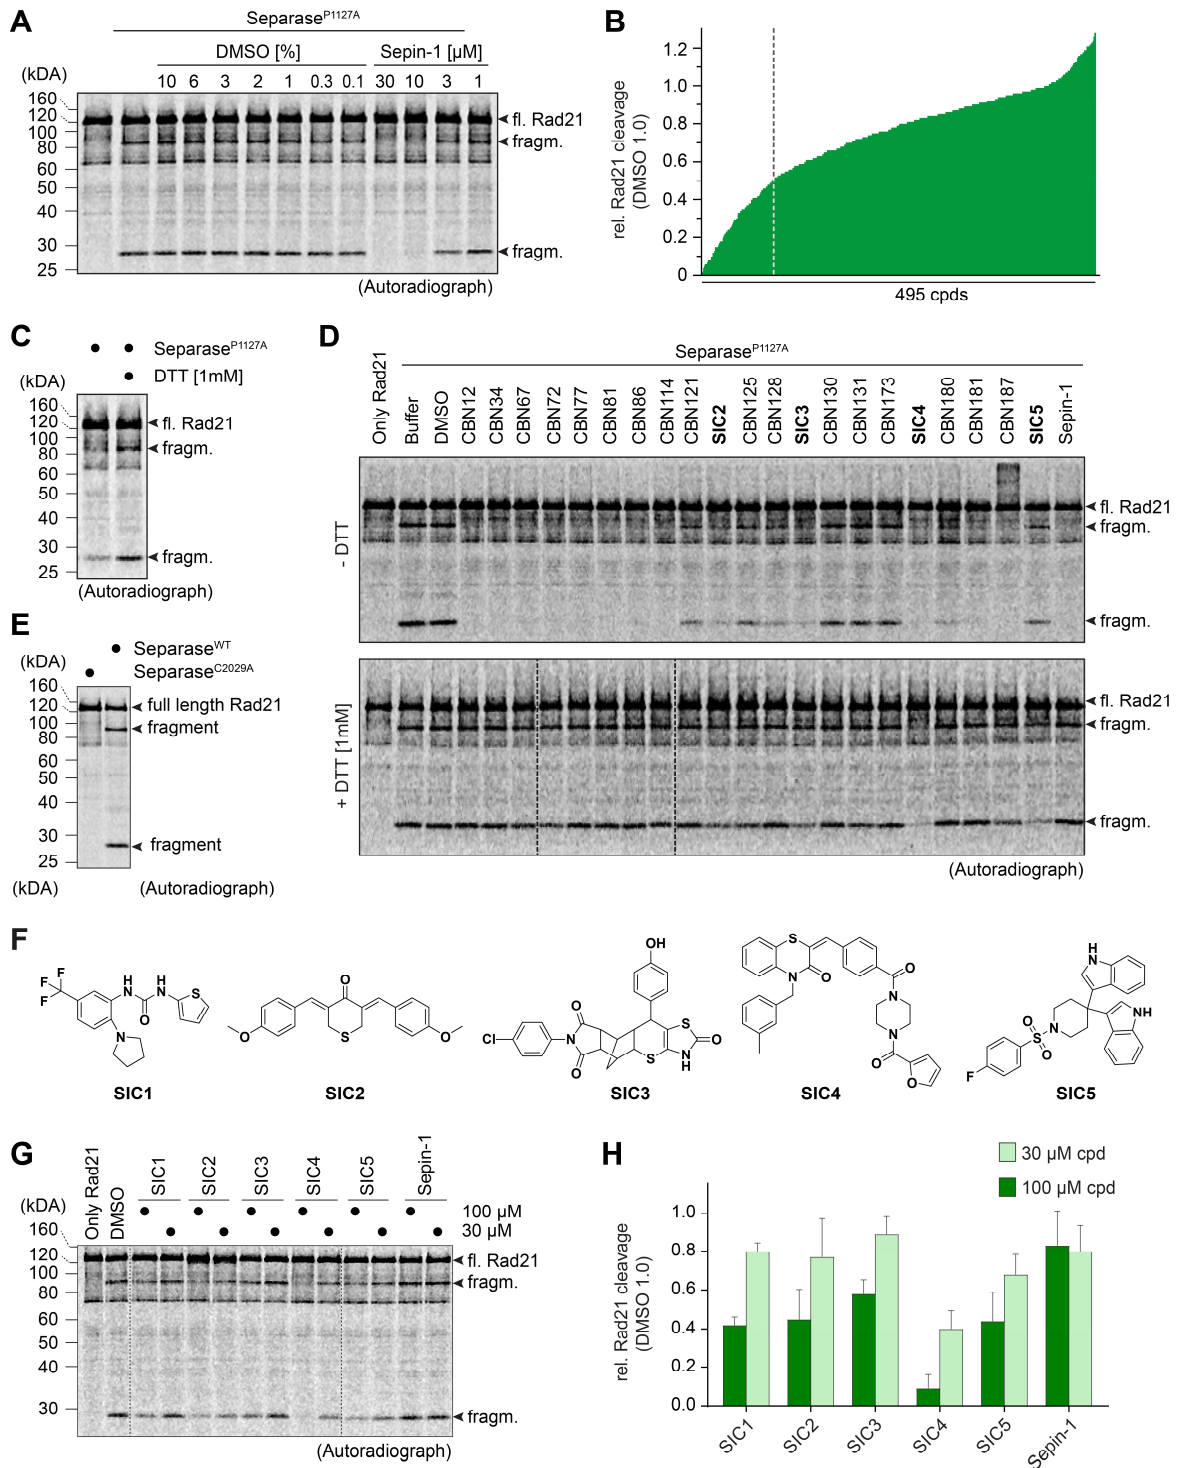 A
Separase^P1127A
DMSO [%]
Sepin-1 [µM]
(kDA)
10 6 3 2 1 0.3 0.1 30 10 3 1
160
120
100
80
60
50
40
30
25
fl. Rad21
fragm.
fragm.
(Autoradiograph)
B
rel. Rad21 cleavage
(DMSO 1.0)
1.2
1.0
0.8
0.6
0.4
0.2
0
495 cpds
C
Separase^P1127A
DTT [1mM]
(kDA)
160
120
100
80
60
50
40
30
25
fl. Rad21
fragm.
fragm.
(Autoradiograph)
D
Separase^P1127A
Only Rad21
Buffer
DMSO
CBN12
CBN34
CBN67
CBN72
CBN77
CBN81
CBN86
CBN114
CBN121
SIC2
CBN125
CBN128
SIC3
CBN130
CBN131
CBN173
SIC4
CBN180
CBN181
CBN187
SIC5
Sepin-1
- DTT
fl. Rad21
fragm.
fragm.
+ DTT [1mM]
fl. Rad21
fragm.
fragm.
(Autoradiograph)
E
Separase^WT
Separase^C2029A
(kDA)
160
120
100
80
60
50
40
30
25
full length Rad21
fragment
fragment
(kDA)
(Autoradiograph)
F
F
F
F
H
N
H
N
O
S
N
SIC1
O
O
S
O
SIC2
OH
Cl
N
O
O
S
S
N
H
O
SIC3
S
N
O
O
N
N
O
O
SIC4
H
N
NH
N
S
O
O
F
SIC5
G
Only Rad21
DMSO
SIC1
SIC2
SIC3
SIC4
SIC5
Sepin-1
100 µM
30 µM
(kDA)
160
120
100
80
60
50
40
30
fl. Rad21
fragm.
fragm.
(Autoradiograph)
H
30 µM cpd
100 µM cpd
rel. Rad21 cleavage
(DMSO 1.0)
1.0
0.8
0.6
0.4
0.2
0.0
SIC1
SIC2
SIC3
SIC4
SIC5
Sepin-1